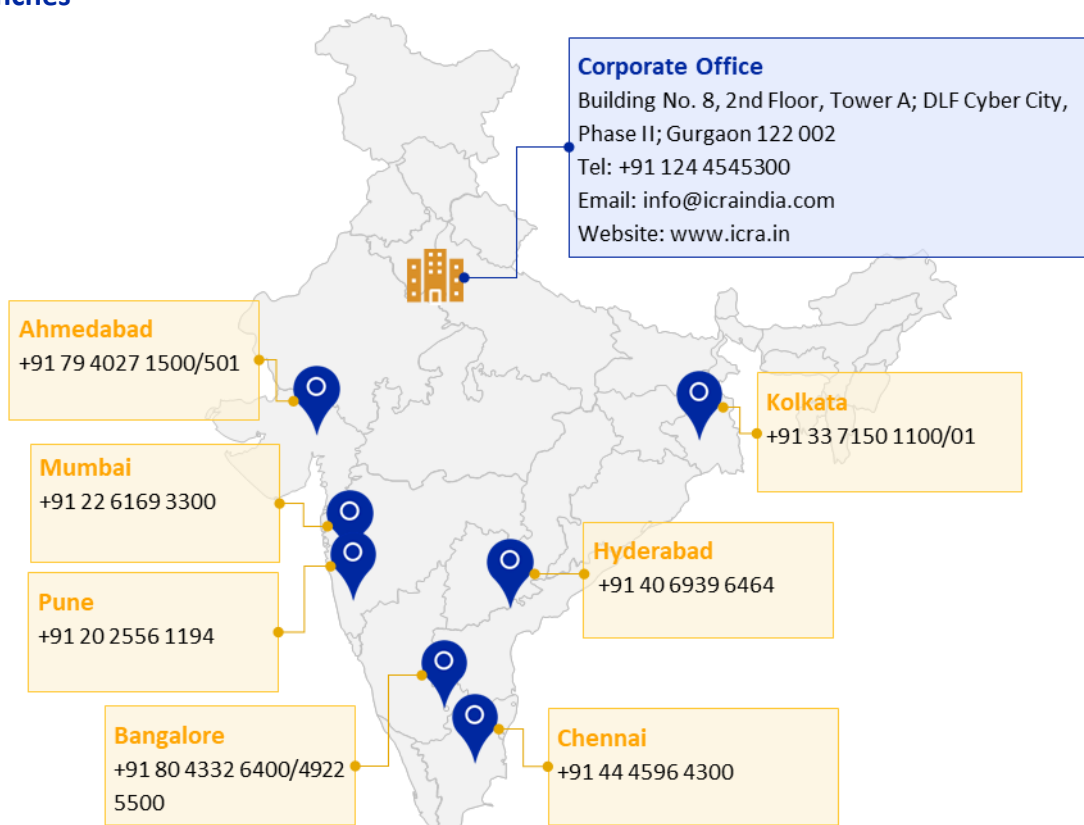 Corporate Office
Building No. 8, 2nd Floor, Tower A; DLF Cyber City,
Phase II; Gurgaon 122 002
Tel: +91 124 4545300
Email: info@icraindia.com
Website: www.icra.in
Ahmedabad
+91 79 4027 1500/501
Kolkata
+91 33 7150 1100/01
Mumbai
+91 22 6169 3300
Hyderabad
+91 40 6939 6464
Pune
+91 20 2556 1194
Bangalore
+91 80 4332 6400/4922
5500
Chennai
+91 44 4596 4300